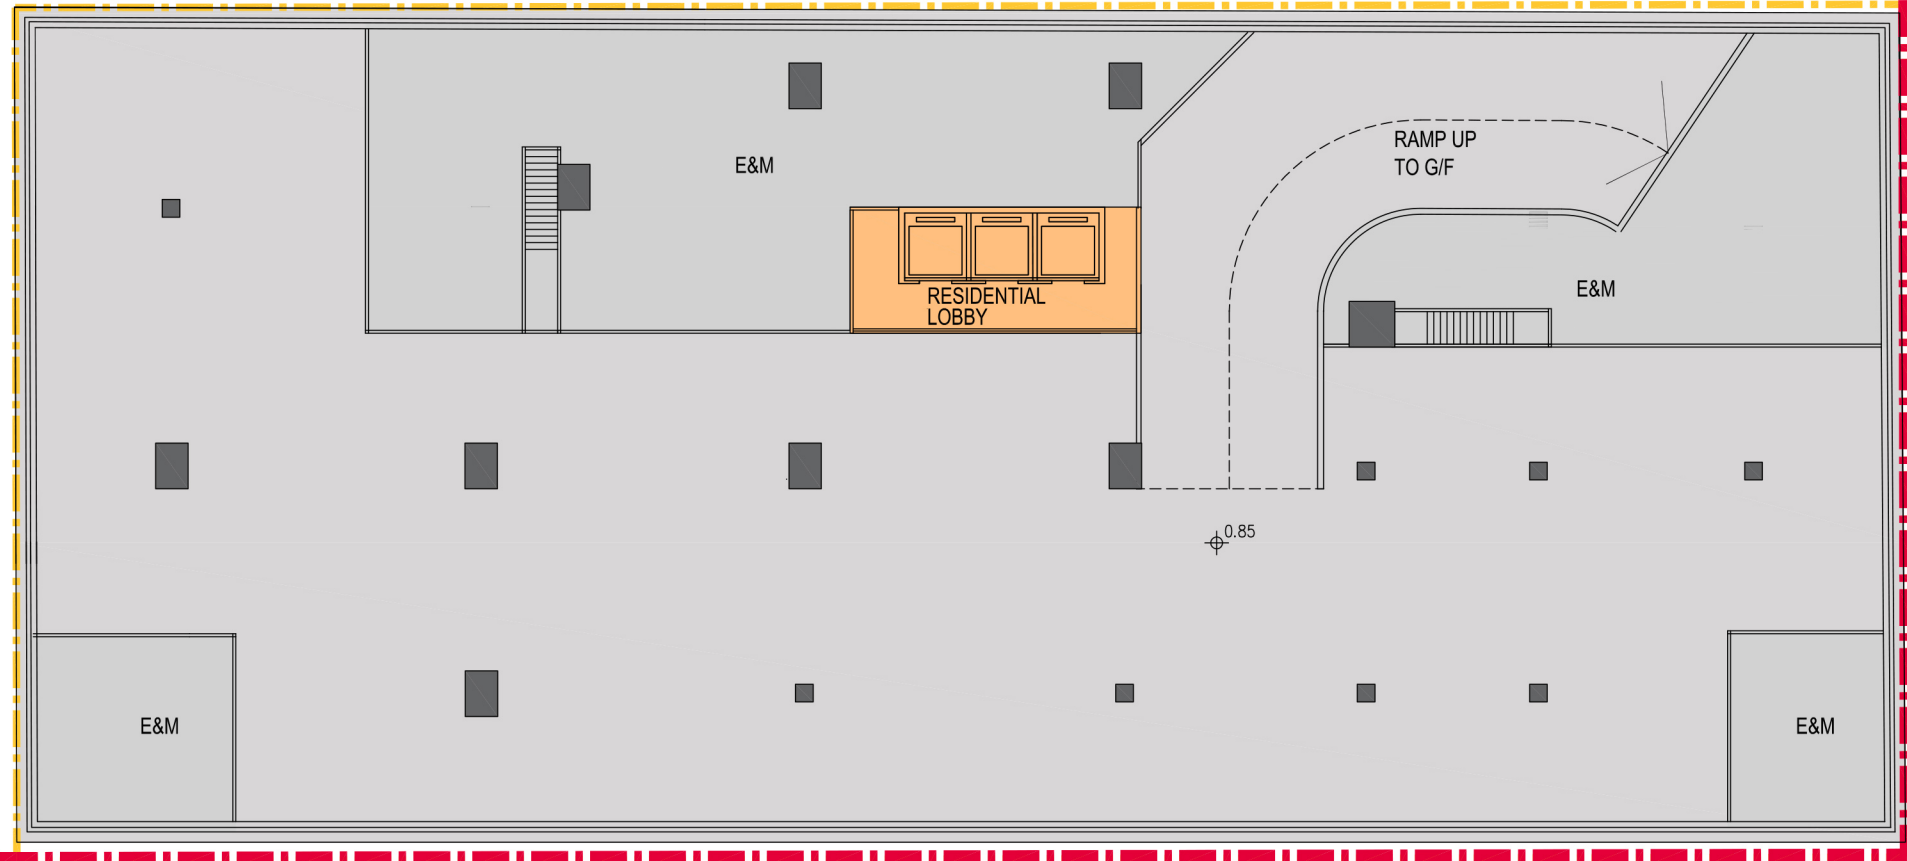 RAMP UP
TO G/F
E&M
E&M
RESIDENTIAL
LOBBY
0.85
E&M
E&M